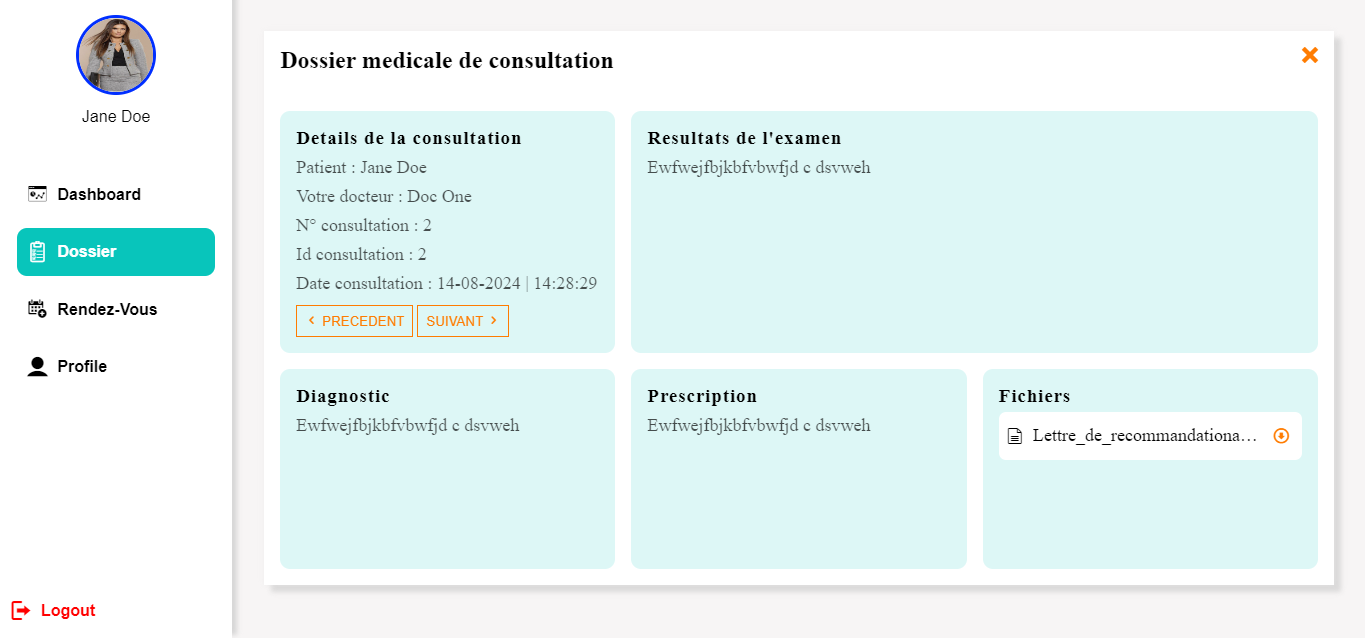 Jane Doe
Dashboard
Dossier
Rendez-Vous
Profile
Logout
Dossier medicale de consultation
Details de la consultation
Patient : Jane Doe
Votre docteur : Doc One
N° consultation : 2
Id consultation : 2
Date consultation : 14-08-2024 | 14:28:29
PRECEDENT
SUIVANT
Resultats de l'examen
Ewfwejfbjkbfvbwfjd c dsvweh
Diagnostic
Ewfwejfbjkbfvbwfjd c dsvweh
Prescription
Ewfwejfbjkbfvbwfjd c dsvweh
Fichiers
Lettre_de_recommandationa…